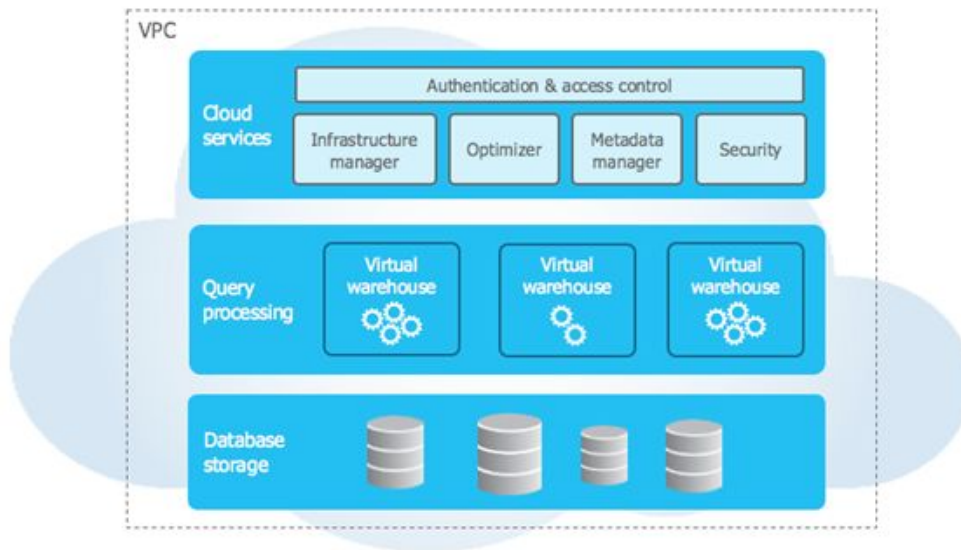 VPC
Authentication & access control
Cloud
services
Infrastructure
manager
Optimizer
Metadata
manager
Security
Query
processing
Virtual
warehouse
Virtual
warehouse
Virtual
warehouse
Database
storage